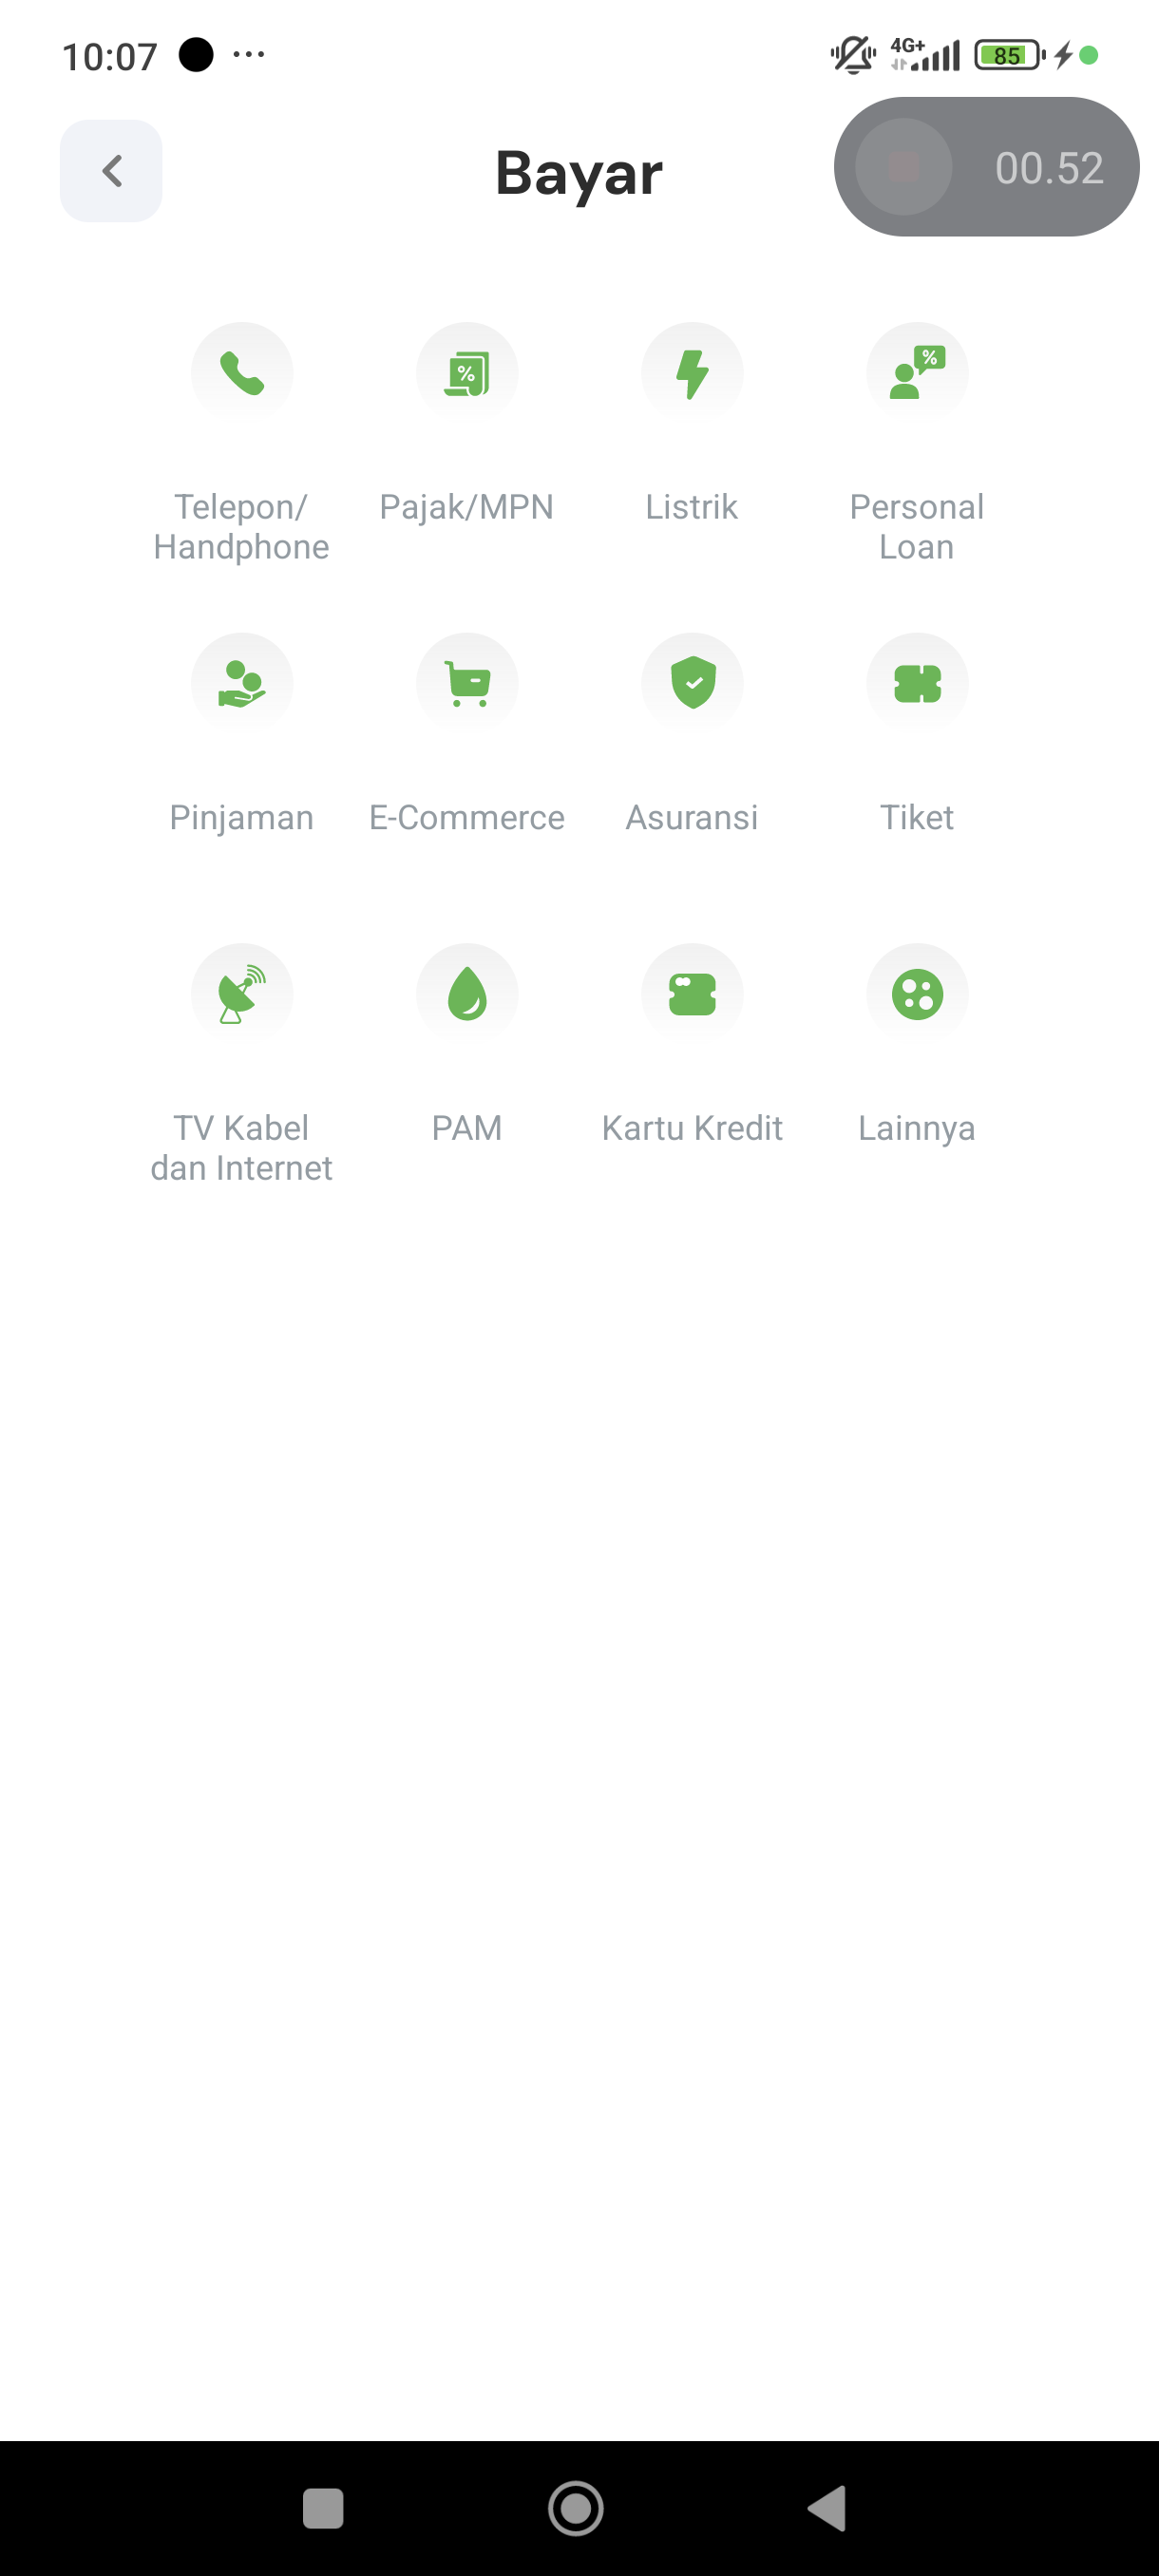 10:07
4G+
85
Bayar
00.52
Telepon/
Handphone
Pajak/MPN
Listrik
Personal
Loan
Pinjaman
E-Commerce
Asuransi
Tiket
TV Kabel
dan Internet
PAM
Kartu Kredit
Lainnya